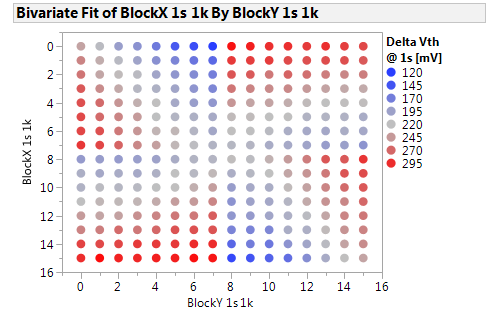 Bivariate Fit of BlockX 1s 1k By BlockY 1s 1k
Delta Vth
@ 1s [mV]
120
145
170
195
220
245
270
295
BlockX 1s 1k
0
2
4
6
8
10
12
14
16
0 2 4 6 8 10 12 14 16
BlockY 1s1k